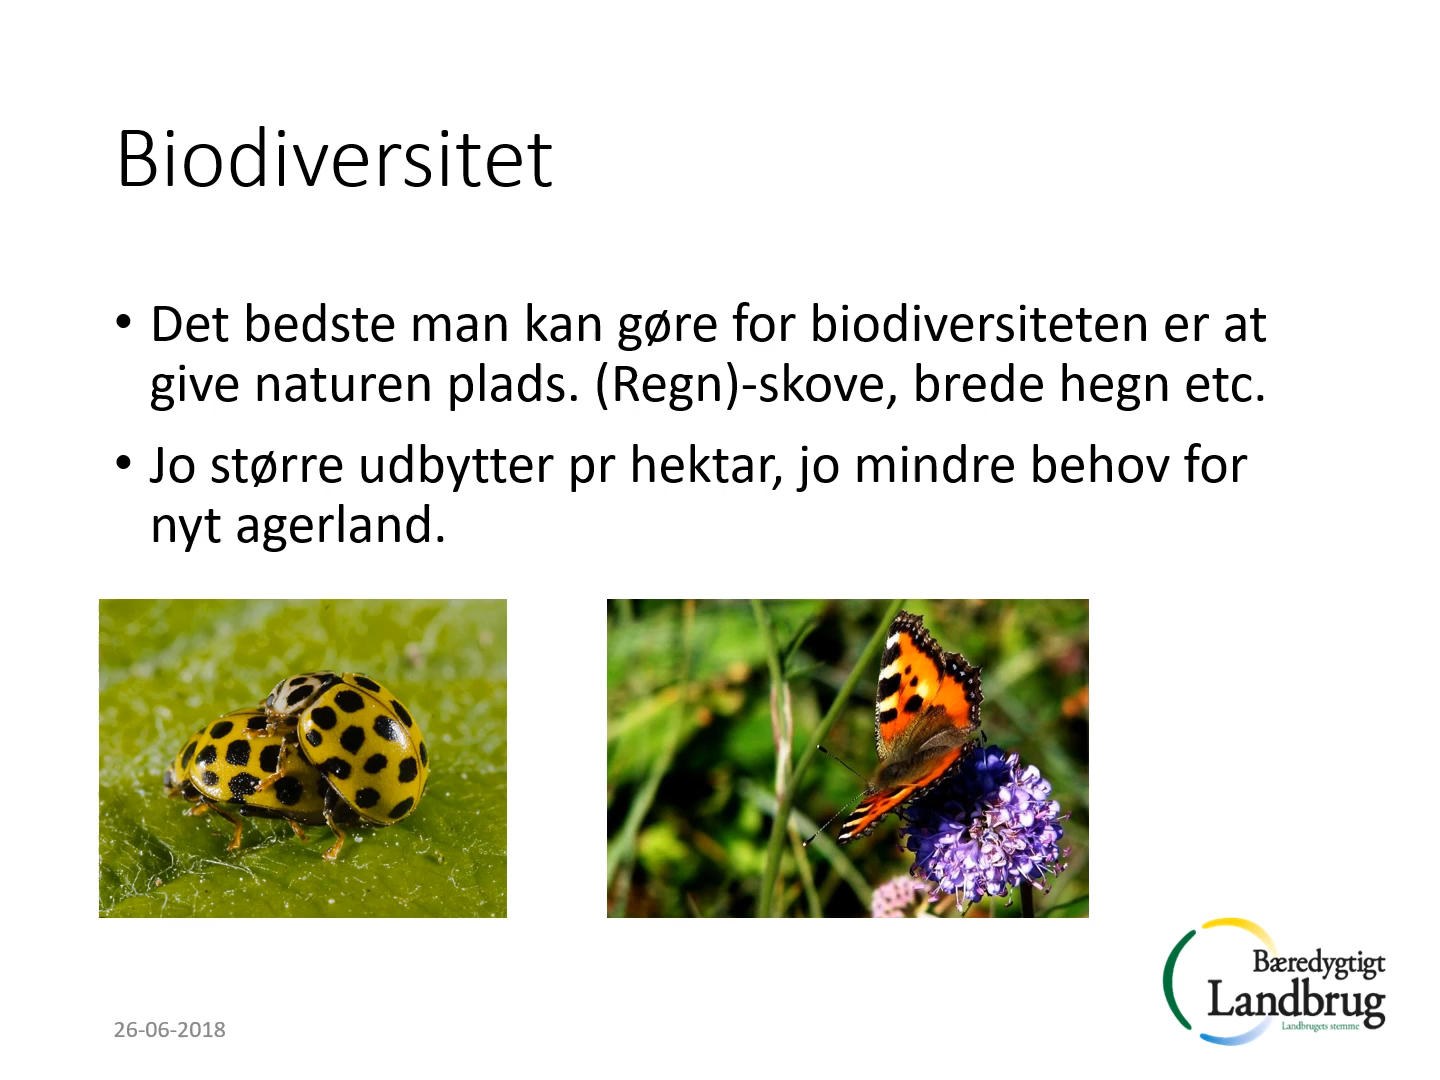 Biodiversitet
• Det bedste man kan gøre for biodiversiteten er at
give naturen plads. (Regn)-skove, brede hegn etc.
• Jo større udbytter pr hektar, jo mindre behov for
nyt agerland.
Bæredygtigt
Landbrug
Landbrugets stemme
26-06-2018